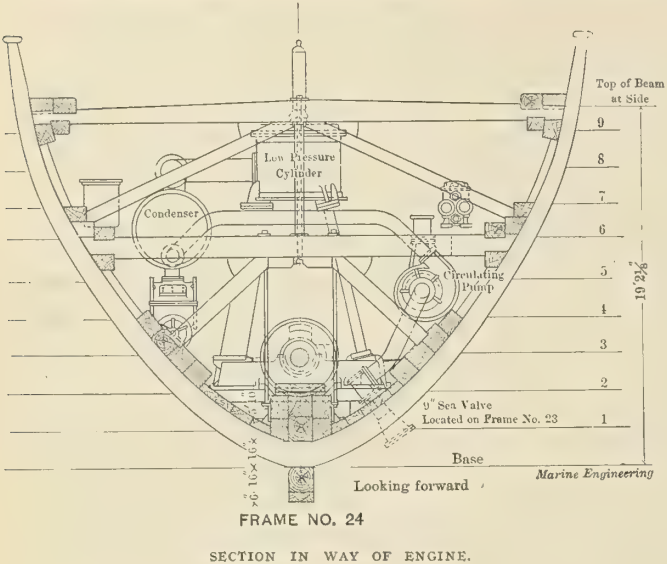 Top of Beam
at Side
9
Low Pressure
Cylinder
8
7
Condenser
6
5
Circulating
Pump
19' 2 1/8"
4
3
2
9" Sea Valve
Located on Frame No. 23
1
Base
Marine Engineering
Looking forward
FRAME NO. 24
SECTION IN WAY OF ENGINE.